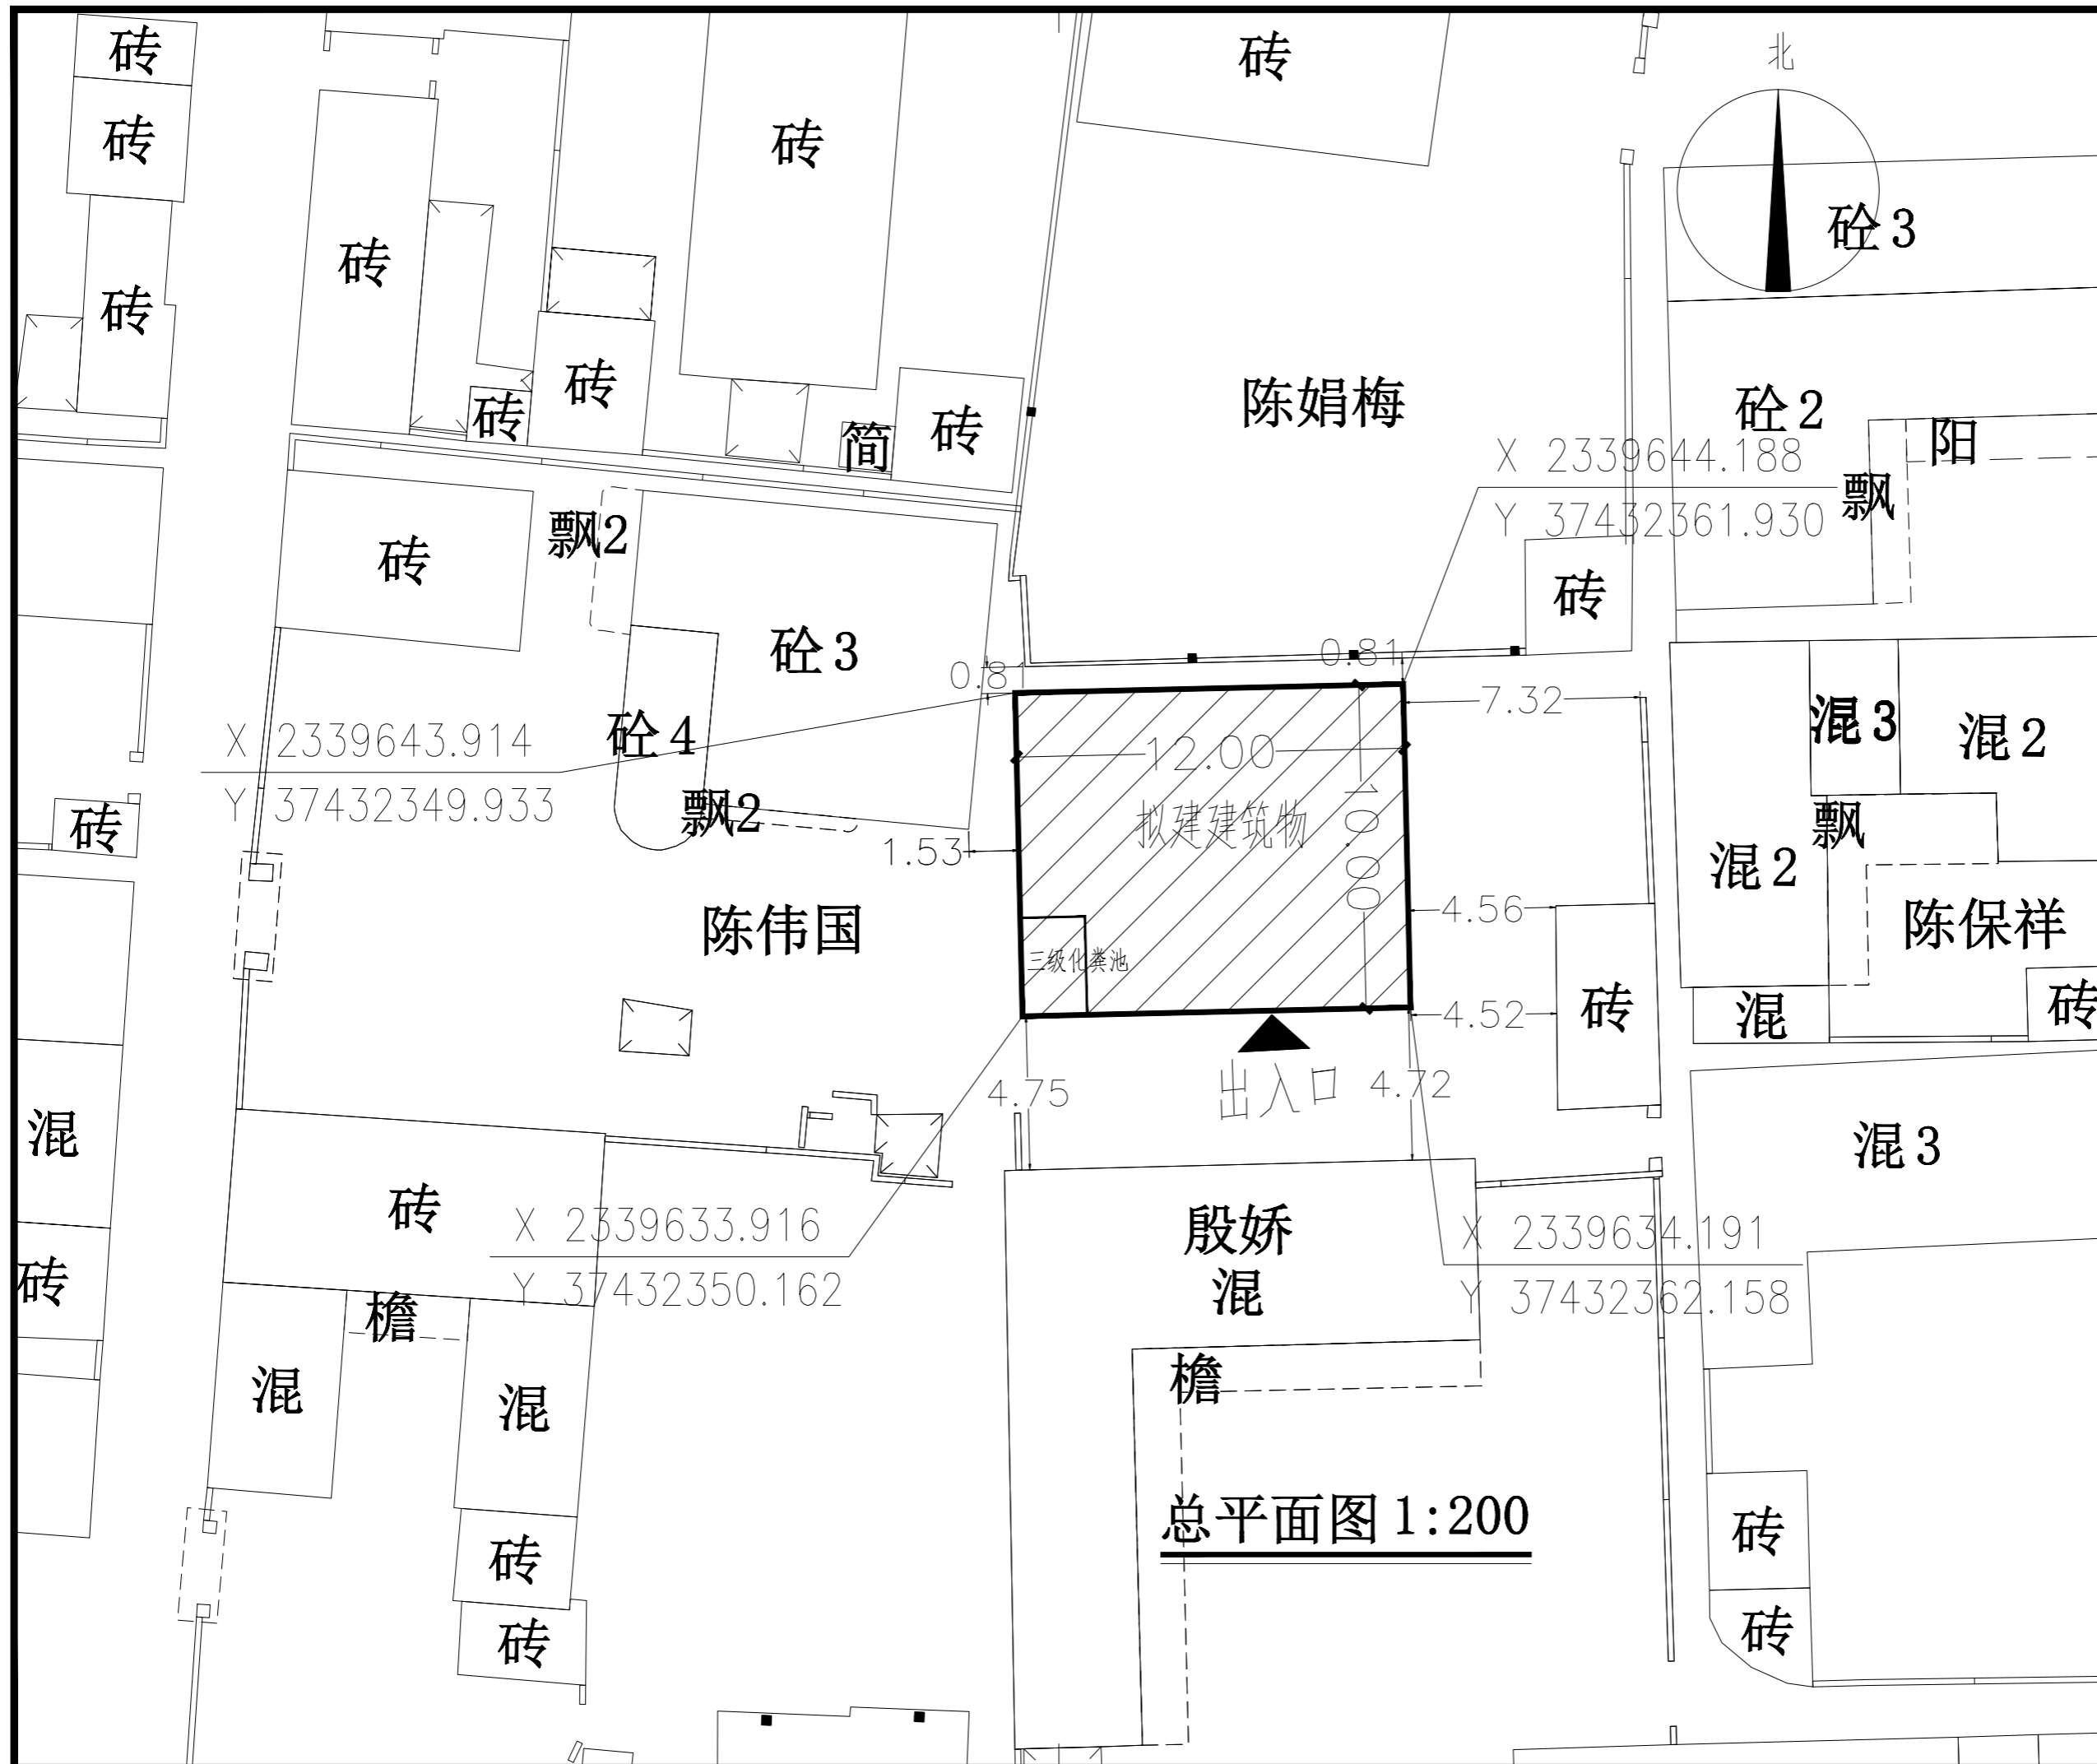 砖
砖
砖
砖
北
砖
砖
砼3
砖
砖
砖
砖
砖
简
陈娟梅
砼2
阳
X 2339644.188
Y 37432361.930
飘
飘2
砖
砖
砼3
0.81
0.81
7.32
砼4
X 2339643.914
Y 37432349.933
12.00
10.00
拟建建筑物
混3
混2
飘2
飘
砖
1.53
混2
4.56
陈伟国
陈保祥
三级化粪池
砖
4.52
混
砖
4.75
出入口
4.72
混
混3
砖
X 2339633.916
Y 37432350.162
殷娇
混
X 2339634.191
Y 37432362.158
砖
檐
混
混
檐
总平面图 1:200
砖
砖
砖
砖